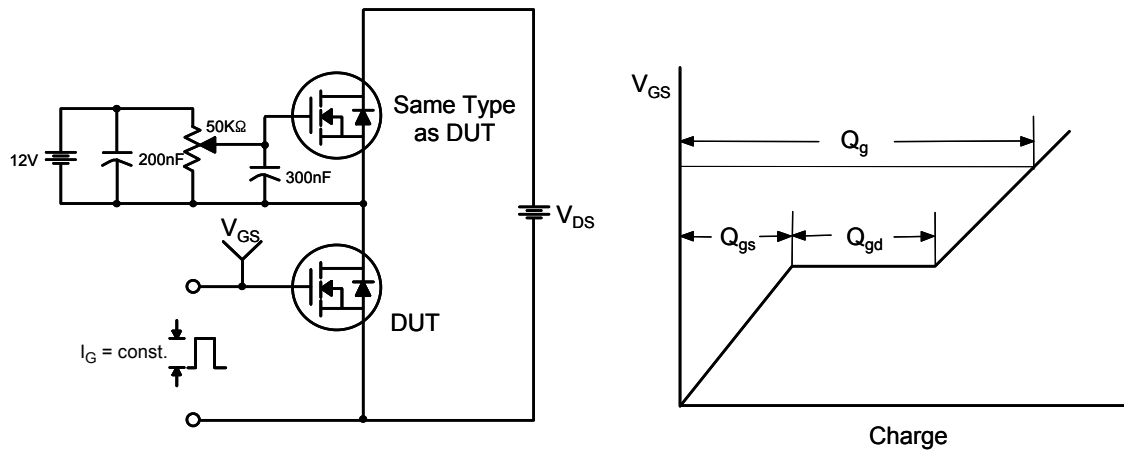 12V
200nF
50KΩ
300nF
Same Type
as DUT
V_DS
V_GS
DUT
I_G = const.
V_GS
Q_g
Q_gs
Q_gd
Charge